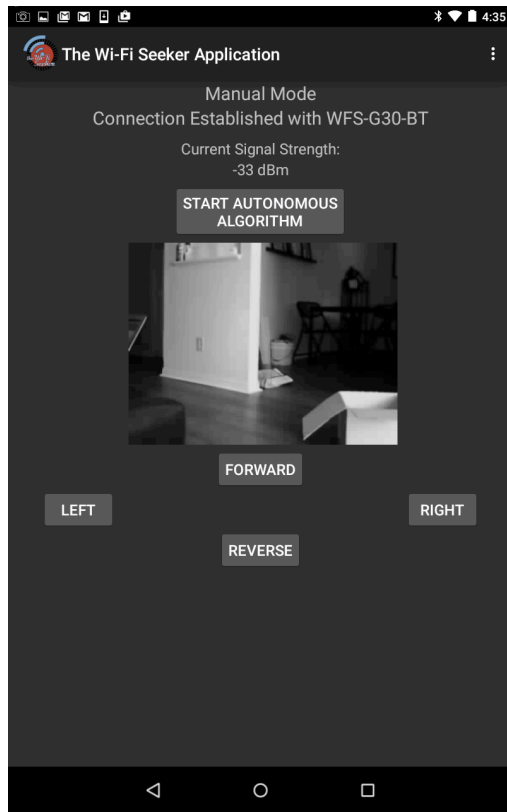 4:35
The Wi-Fi Seeker Application
Manual Mode
Connection Established with WFS-G30-BT
Current Signal Strength:
-33 dBm
START AUTONOMOUS
ALGORITHM
FORWARD
LEFT
RIGHT
REVERSE